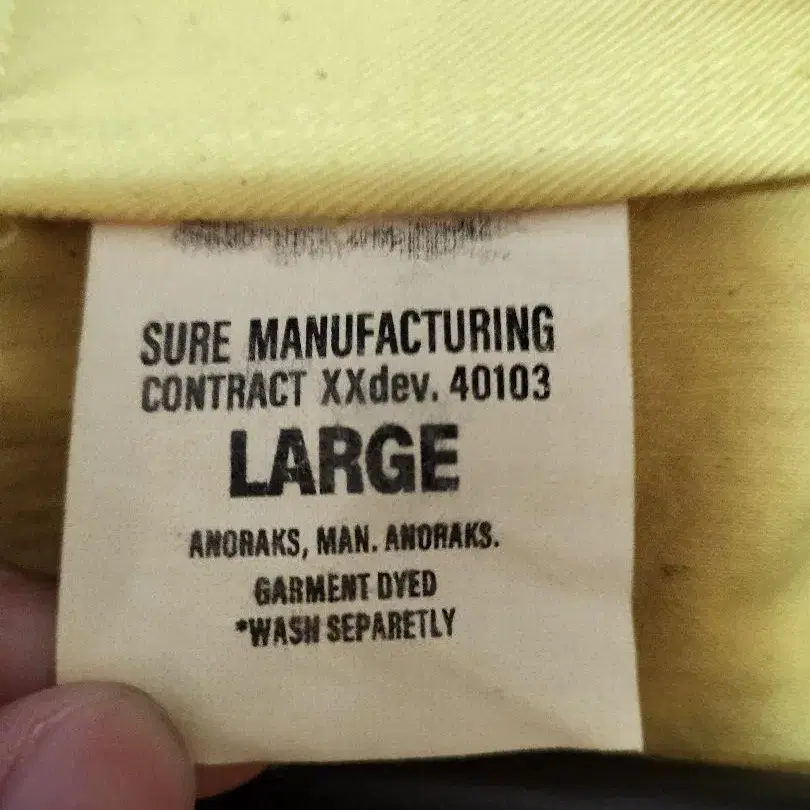 SURE MANUFACTURING
CONTRACT XXdev. 40103
LARGE
ANORAKS, MAN. ANORAKS.
GARMENT DYED
*WASH SEPARETLY